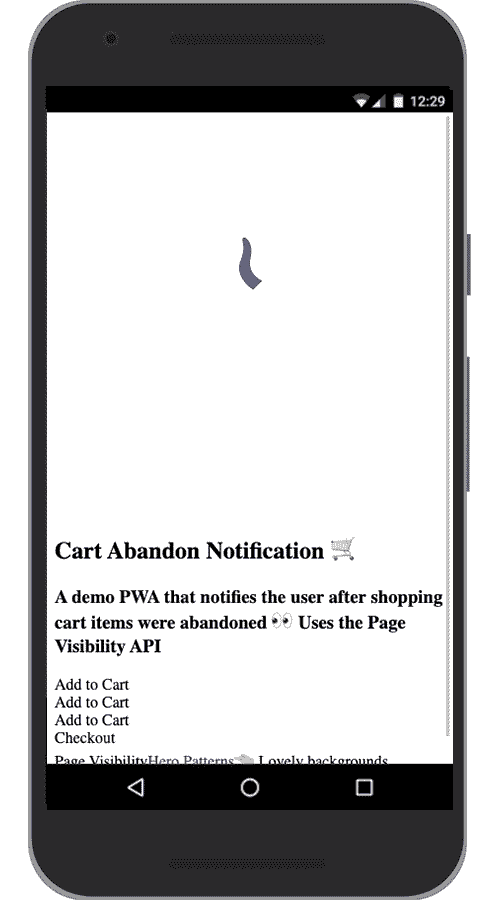 12:29
Cart Abandon Notification 🛒
A demo PWA that notifies the user after shopping
cart items were abandoned 👀 Uses the Page
Visibility API
Add to Cart
Add to Cart
Add to Cart
Checkout
Page VisibilityHero Patterns👈 Lovely backgrounds